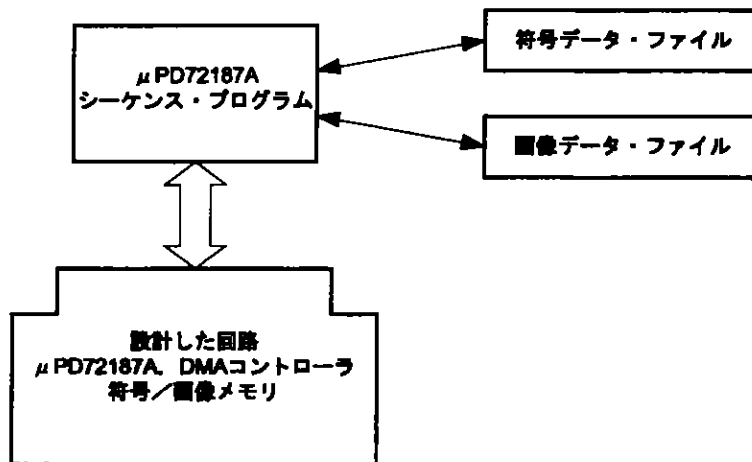 μPD72187A
シーケンス・プログラム
符号データ・ファイル
画像データ・ファイル
設計した回路
μPD72187A, DMAコントローラ
符号／画像メモリ